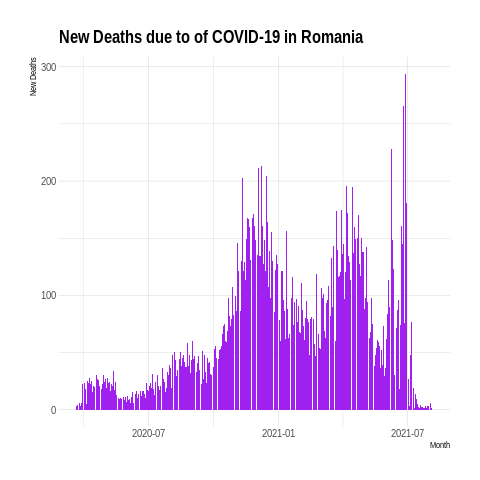 New Deaths due to of COVID-19 in Romania
New Deaths
300
200
100
0
2020-07 2021-01 2021-07
Month